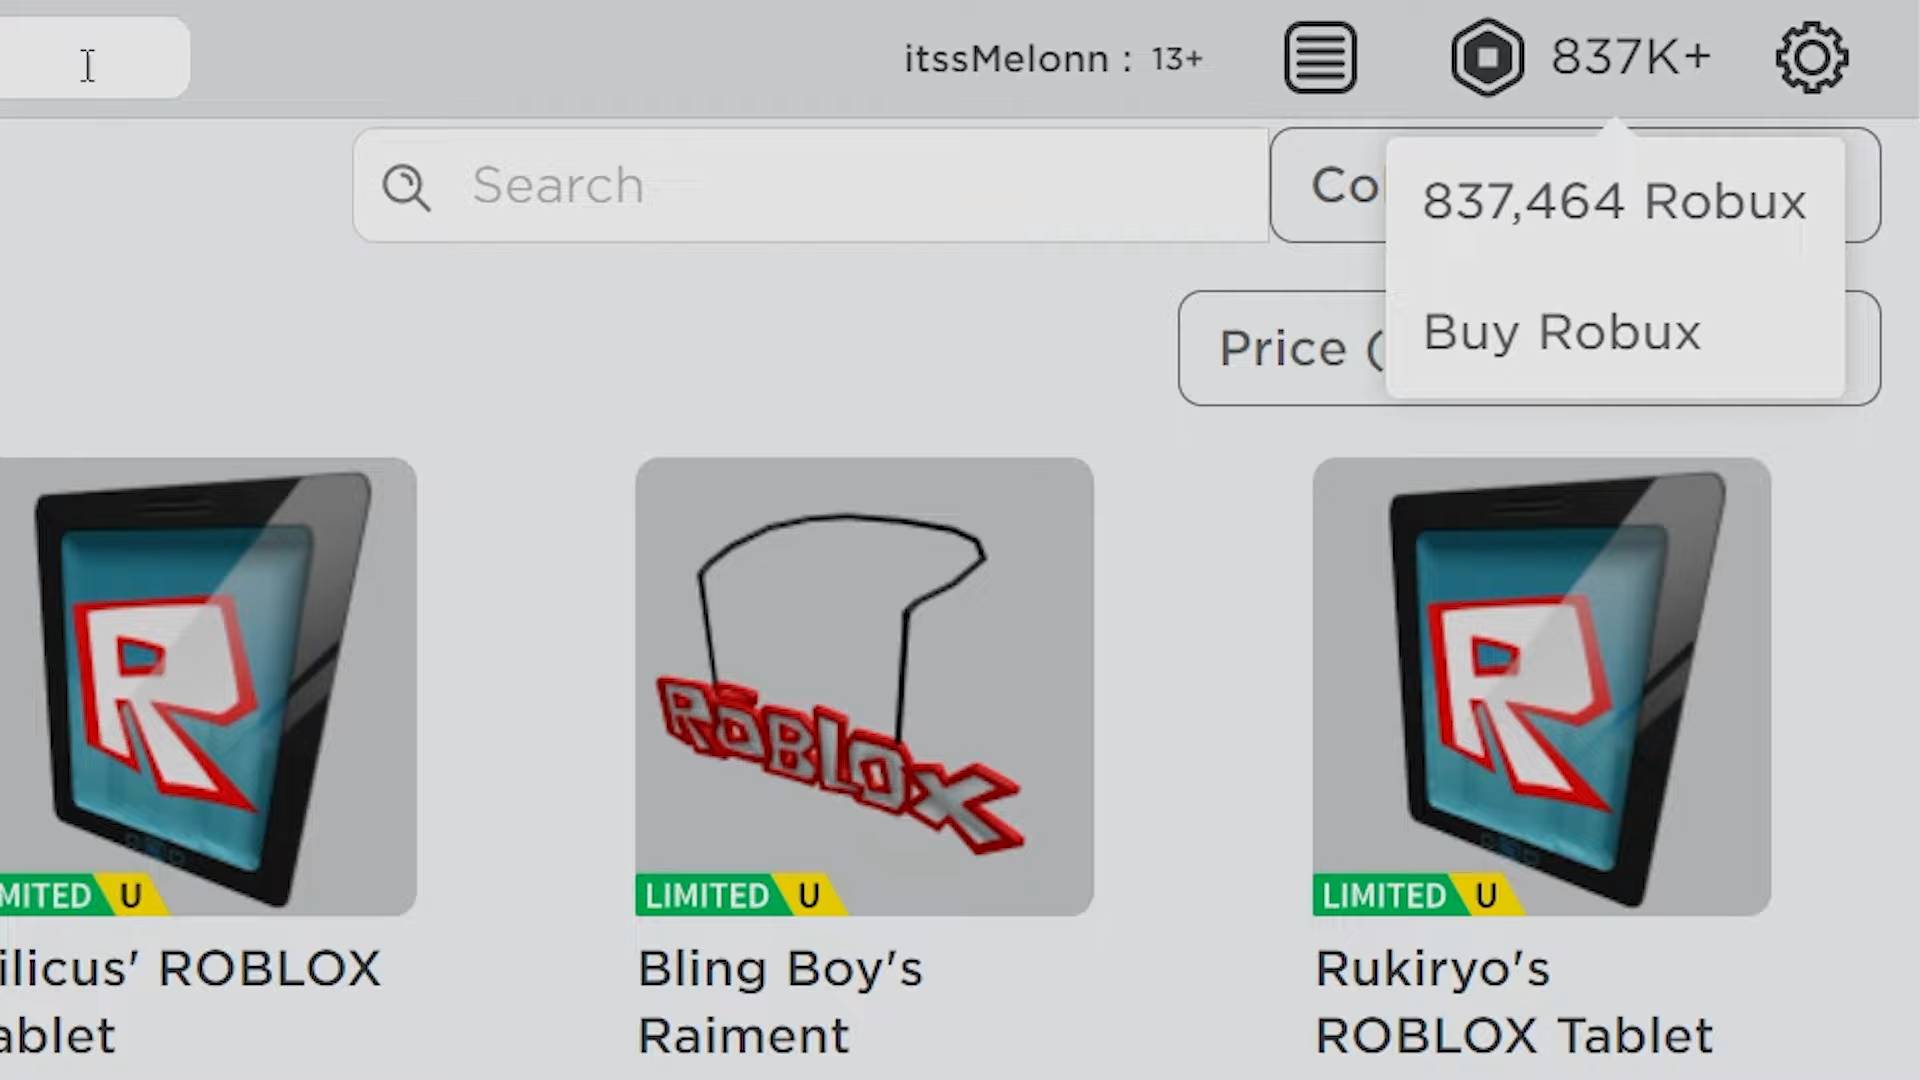 itssMelonn : 13+
837K+
Search
Co
837,464 Robux
Price (
Buy Robux
R
ROBLOX
R
MITED U
LIMITED U
LIMITED U
ilicus' ROBLOX
ablet
Bling Boy's
Raiment
Rukiryo's
ROBLOX Tablet